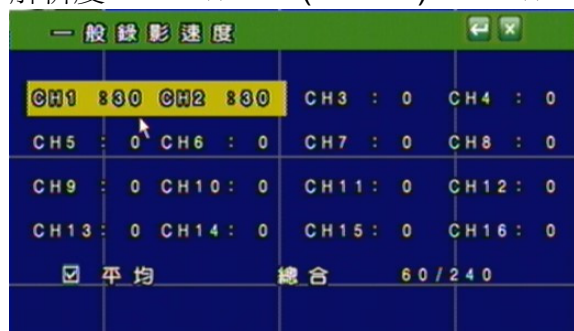 一般錄影速度
CH1 :30 CH2 :30 CH3 : 0 CH4 : 0
CH5 : 0 CH6 : 0 CH7 : 0 CH8 : 0
CH9 : 0 CH10: 0 CH11: 0 CH12: 0
CH13: 0 CH14: 0 CH15: 0 CH16: 0
☑ 平均 總合 60/240